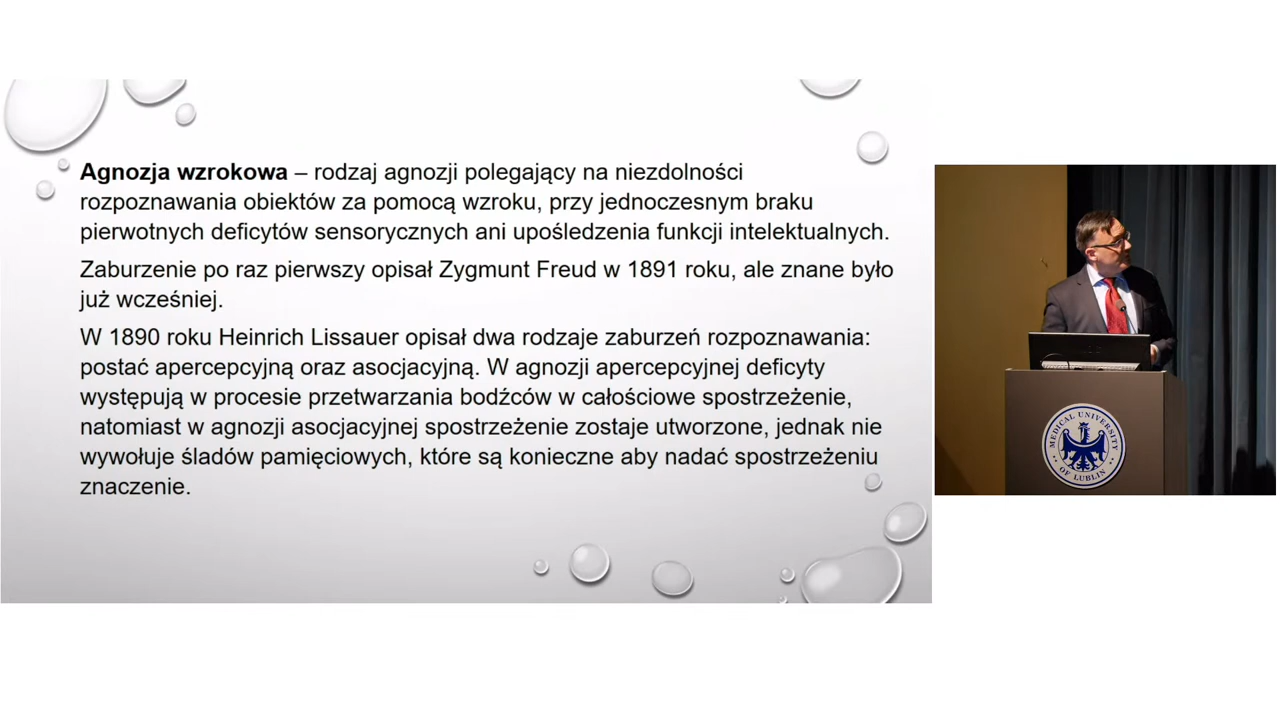 Agnozja wzrokowa – rodzaj agnozji polegający na niezdolności
rozpoznawania obiektów za pomocą wzroku, przy jednoczesnym braku
pierwotnych deficytów sensorycznych ani upośledzenia funkcji intelektualnych.
Zaburzenie po raz pierwszy opisał Zygmunt Freud w 1891 roku, ale znane było
już wcześniej.
W 1890 roku Heinrich Lissauer opisał dwa rodzaje zaburzeń rozpoznawania:
postać apercepcyjną oraz asocjacyjną. W agnozji apercepcyjnej deficyty
występują w procesie przetwarzania bodźców w całościowe spostrzeżenie,
natomiast w agnozji asocjacyjnej spostrzeżenie zostaje utworzone, jednak nie
wywołuje śladów pamięciowych, które są konieczne aby nadać spostrzeżeniu
znaczenie.
MEDICAL UNIVERSITY
OF LUBLIN